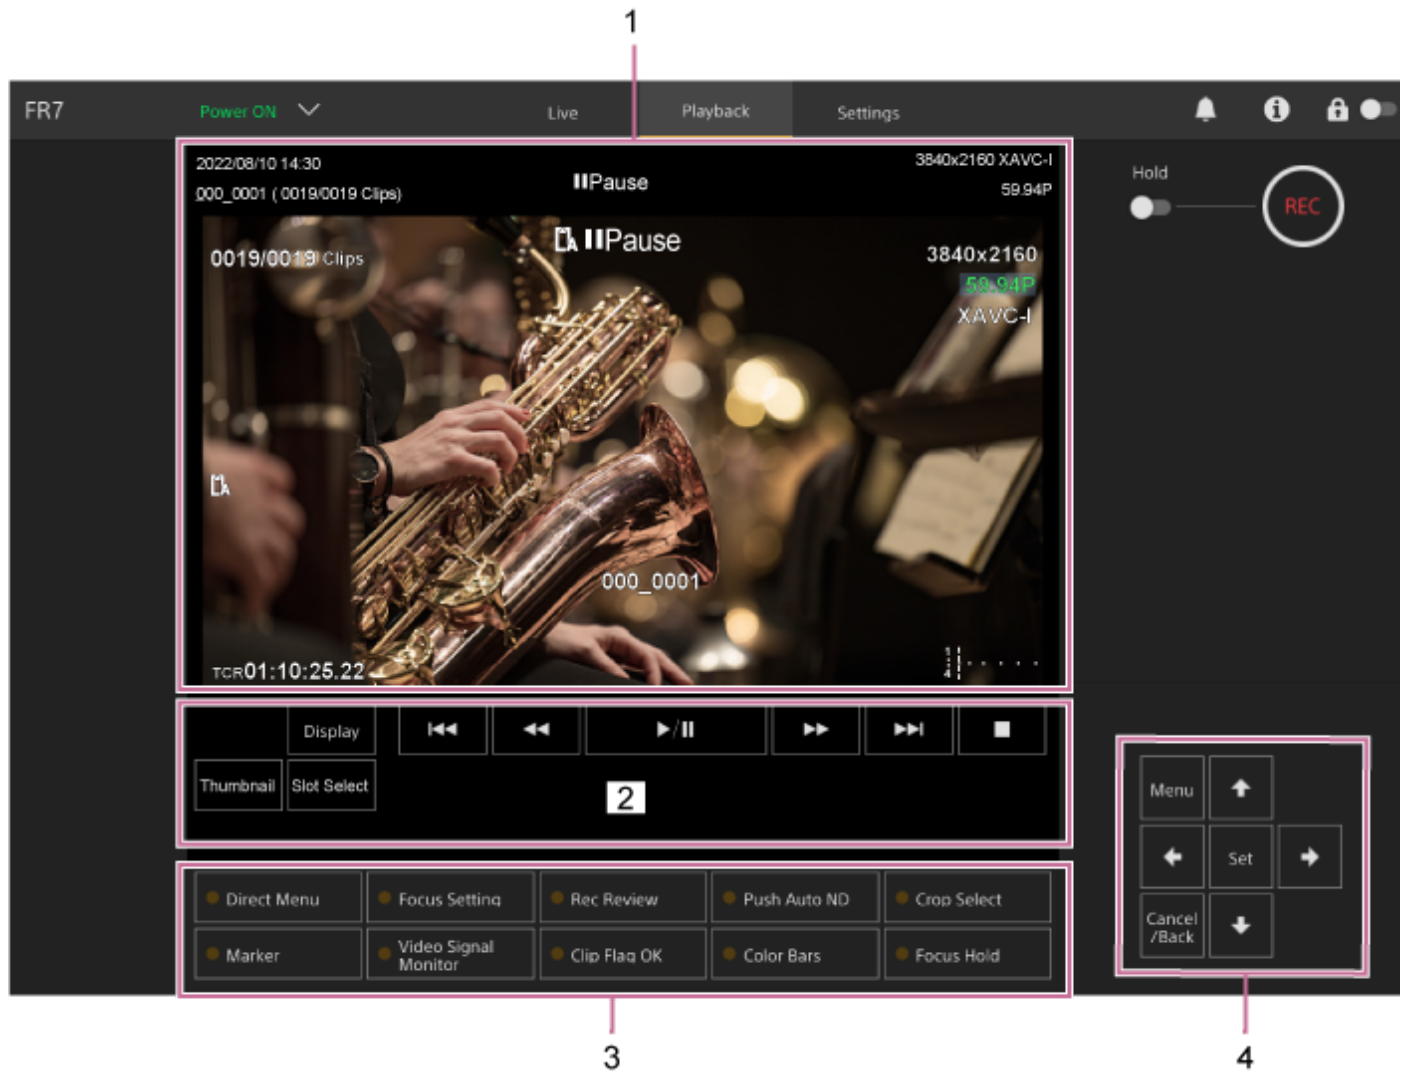 1
FR7
Power ON
Live
Playback
Settings
2022/08/10 14:30
000_0001 ( 0019/0019 Clips)
Pause
3840x2160 XAVC-I
59.94P
Hold
REC
0019/0019 Clips
Pause
3840x2160
59.94P
XAVC-I
A
000_0001
TCR01:10:25.22
Display
Thumbnail
Slot Select
2
Menu
Set
Cancel
/Back
Direct Menu
Focus Setting
Rec Review
Push Auto ND
Crop Select
Marker
Video Signal
Monitor
Clip Flag OK
Color Bars
Focus Hold
3
4